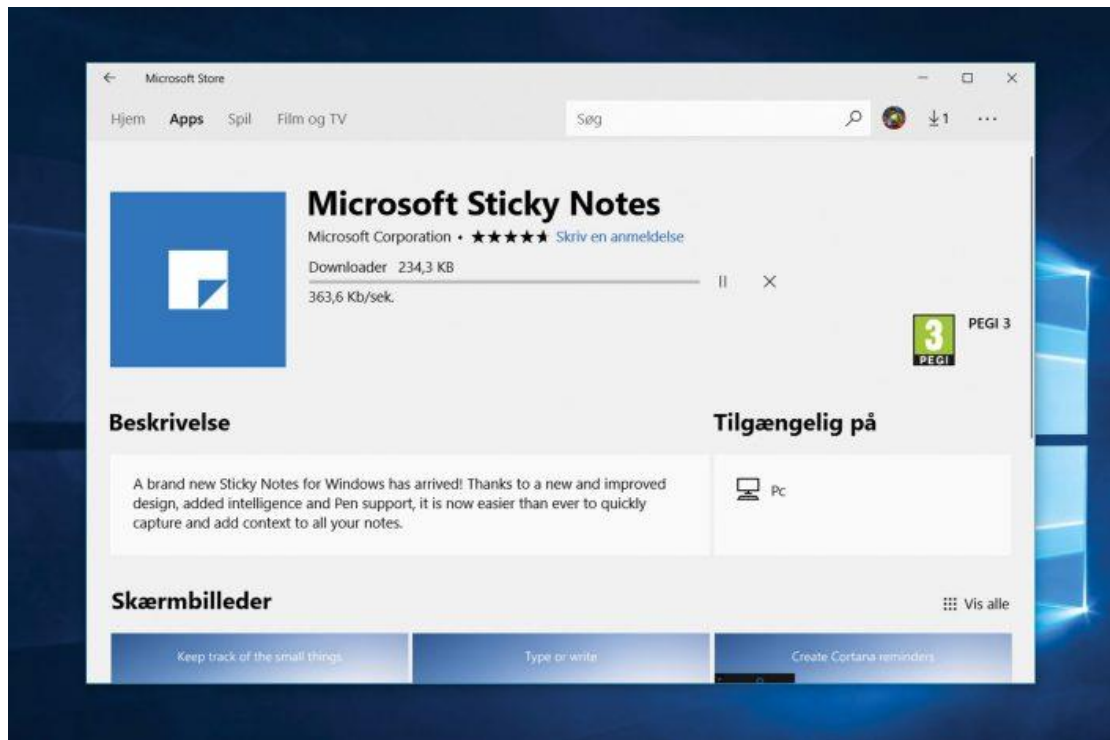 Microsoft Store
Hjem Apps Spil Film og TV Søg 1
Microsoft Sticky Notes
Microsoft Corporation • Skriv en anmeldelse
Downloader 234,3 KB
363,6 Kb/sek.
3
PEGI
PEGI 3
Beskrivelse
Tilgængelig på
A brand new Sticky Notes for Windows has arrived! Thanks to a new and improved
design, added intelligence and Pen support, it is now easier than ever to quickly
capture and add context to all your notes.
Pc
Skærmbilleder
Vis alle
Keep track of the small things
Type or write
Create Cortana reminders